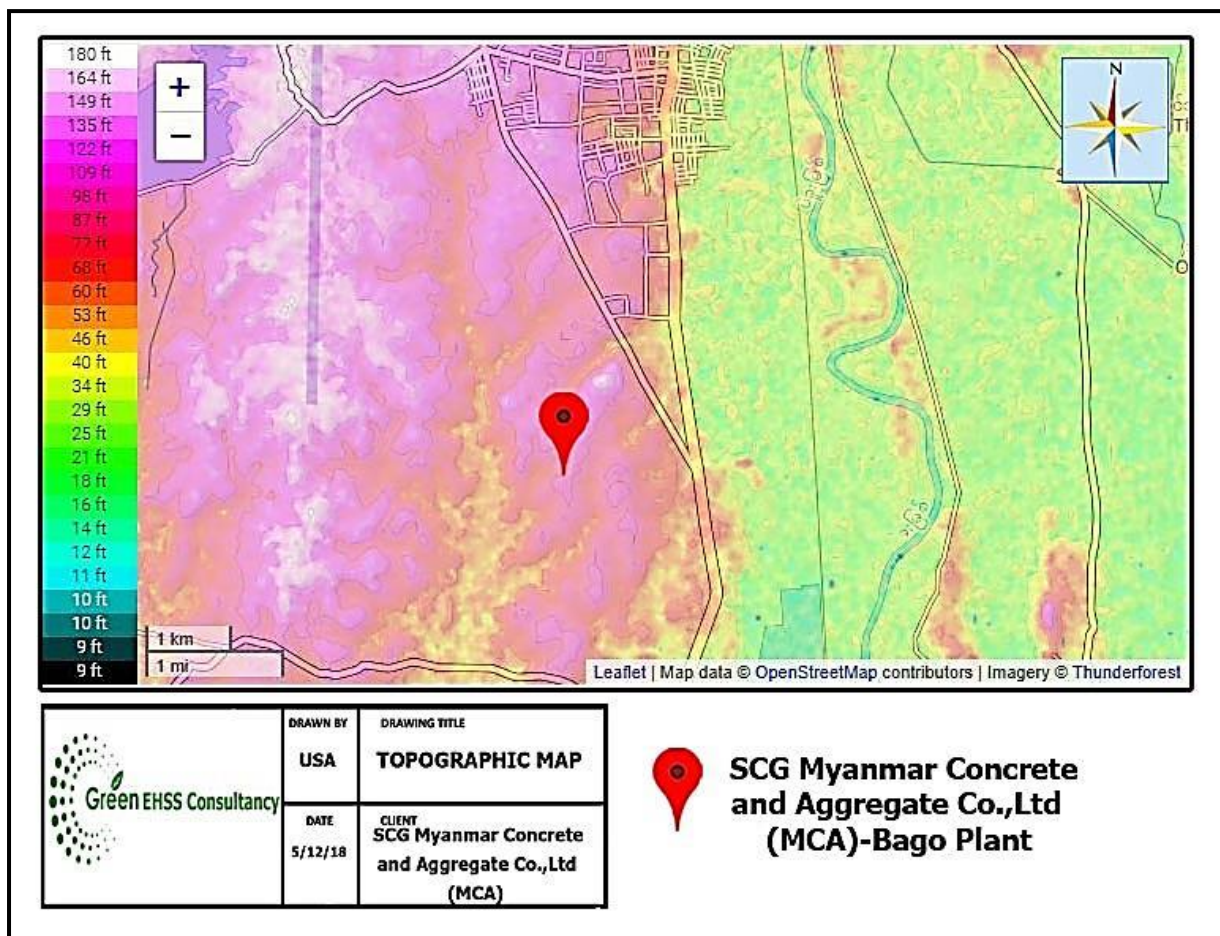 180 ft
164 ft
149 ft
135 ft
122 ft
109 ft
98 ft
87 ft
77 ft
68 ft
60 ft
53 ft
46 ft
40 ft
34 ft
29 ft
25 ft
21 ft
18 ft
16 ft
14 ft
12 ft
11 ft
10 ft
10 ft
9 ft
9 ft
+
−
N
1 km
1 mi
Leaflet | Map data © OpenStreetMap contributors | Imagery © Thunderforest
Green EHSS Consultancy
DRAWN BY
USA
DATE
5/12/18
DRAWING TITLE
TOPOGRAPHIC MAP
CLIENT
SCG Myanmar Concrete
and Aggregate Co.,Ltd
(MCA)
SCG Myanmar Concrete
and Aggregate Co.,Ltd
(MCA)-Bago Plant